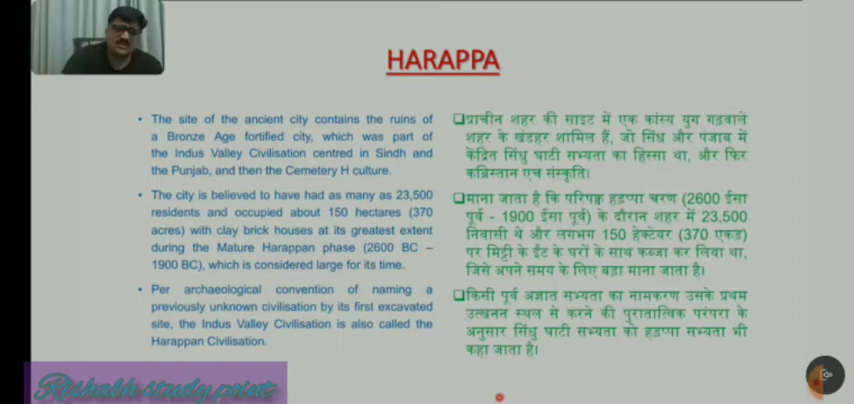 HARAPPA
• The site of the ancient city contains the ruins of
a Bronze Age fortified city, which was part of
the Indus Valley Civilisation centred in Sindh and
the Punjab, and then the Cemetery H culture.
• The city is believed to have had as many as 23,500
residents and occupied about 150 hectares (370
acres) with clay brick houses at its greatest extent
during the Mature Harappan phase (2600 BC –
1900 BC), which is considered large for its time.
• Per archaeological convention of naming a
previously unknown civilisation by its first excavated
site, the Indus Valley Civilisation is also called the
Harappan Civilisation.
❑प्राचीन शहर की साइट में एक कांस्य युग गढ़वाले
शहर के खंडहर शामिल हैं, जो सिंध और पंजाब में
केंद्रित सिंधु घाटी सभ्यता का हिस्सा था, और फिर
कब्रिस्तान एच संस्कृति।
❑माना जाता है कि परिपक्व हड़प्पा चरण (2600 ईसा
पूर्व - 1900 ईसा पूर्व) के दौरान शहर में 23,500
निवासी थे और लगभग 150 हेक्टेयर (370 एकड़)
पर मिट्टी के ईंट के घरों के साथ कब्जा कर लिया था,
जिसे अपने समय के लिए बड़ा माना जाता है।
❑किसी पूर्व अज्ञात सभ्यता का नामकरण उसके प्रथम
उत्खनन स्थल से करने की पुरातात्विक परंपरा के
अनुसार सिंधु घाटी सभ्यता को हड़प्पा सभ्यता भी
कहा जाता है।
Rishabh study point